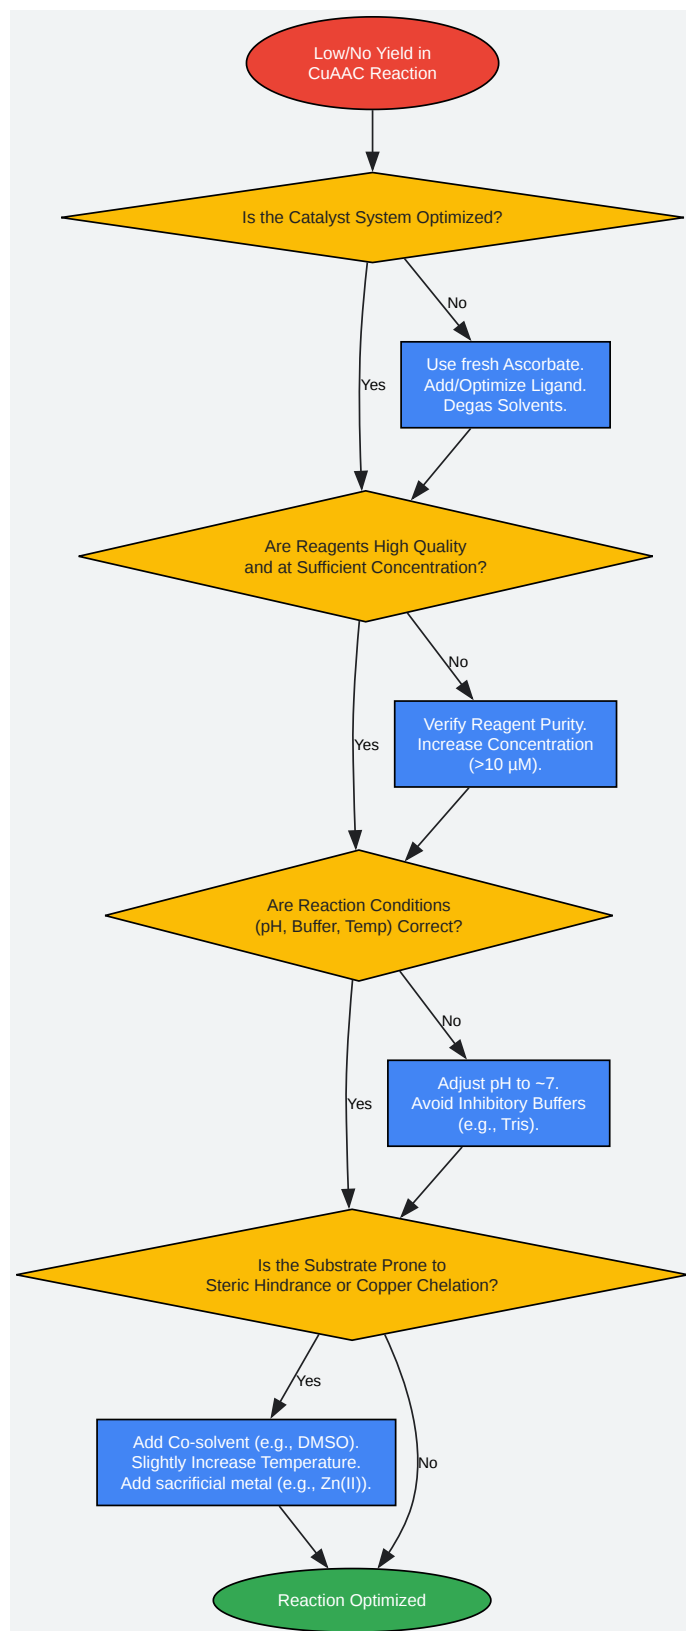 Low/No Yield in
CuAAC Reaction
Is the Catalyst System Optimized?
No
Use fresh Ascorbate.
Add/Optimize Ligand.
Degas Solvents.
Yes
Are Reagents High Quality
and at Sufficient Concentration?
No
Verify Reagent Purity.
Increase Concentration
(>10 µM).
Yes
Are Reaction Conditions
(pH, Buffer, Temp) Correct?
No
Adjust pH to ~7.
Avoid Inhibitory Buffers
(e.g., Tris).
Yes
Is the Substrate Prone to
Steric Hindrance or Copper Chelation?
Yes
Add Co-solvent (e.g., DMSO).
Slightly Increase Temperature.
Add sacrificial metal (e.g., Zn(II)).
No
Reaction Optimized